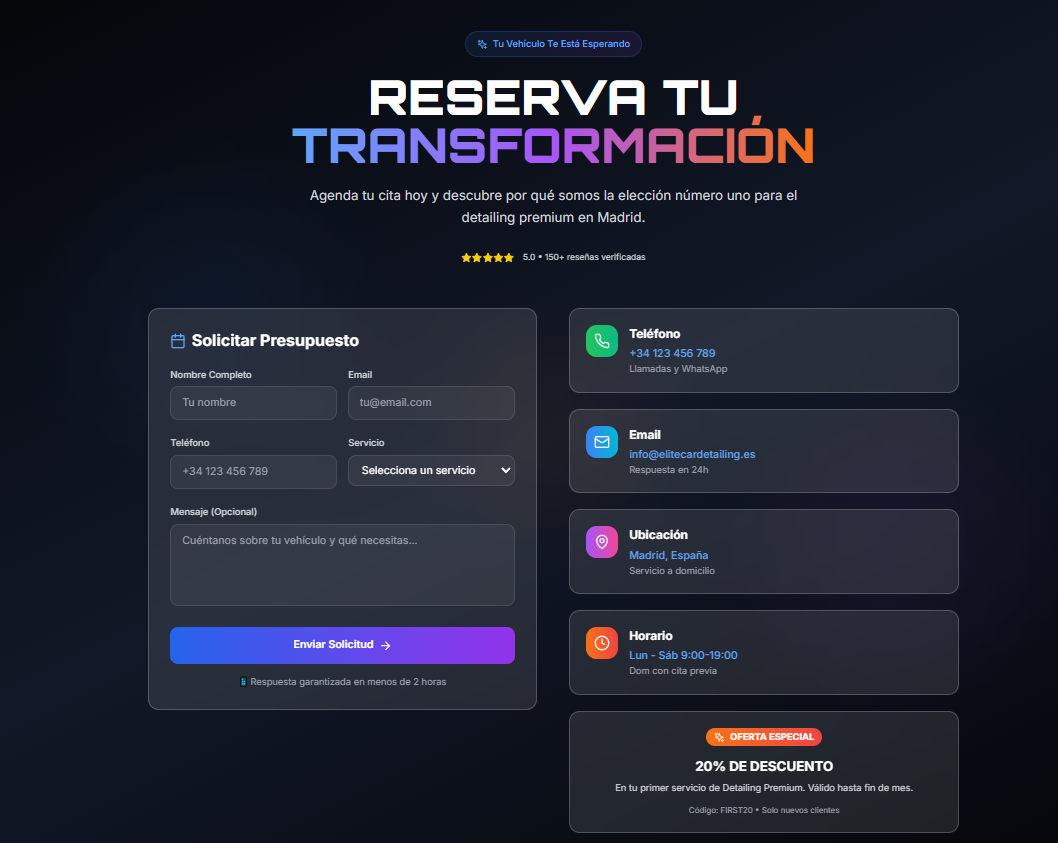 Tu Vehículo Te Está Esperando
RESERVA TU
TRANSFORMACIÓN
Agenda tu cita hoy y descubre por qué somos la elección número uno para el
detailing premium en Madrid.
5.0 • 150+ reseñas verificadas
Solicitar Presupuesto
Nombre Completo
Email
Tu nombre
tu@email.com
Teléfono
Servicio
+34 123 456 789
Selecciona un servicio
Mensaje (Opcional)
Cuéntanos sobre tu vehículo y qué necesitas...
Enviar Solicitud →
Respuesta garantizada en menos de 2 horas
Teléfono
+34 123 456 789
Llamadas y WhatsApp
Email
info@elitecardetailing.es
Respuesta en 24h
Ubicación
Madrid, España
Servicio a domicilio
Horario
Lun - Sáb 9:00-19:00
Dom con cita previa
OFERTA ESPECIAL
20% DE DESCUENTO
En tu primer servicio de Detailing Premium. Válido hasta fin de mes.
Código: FIRST20 • Solo nuevos clientes